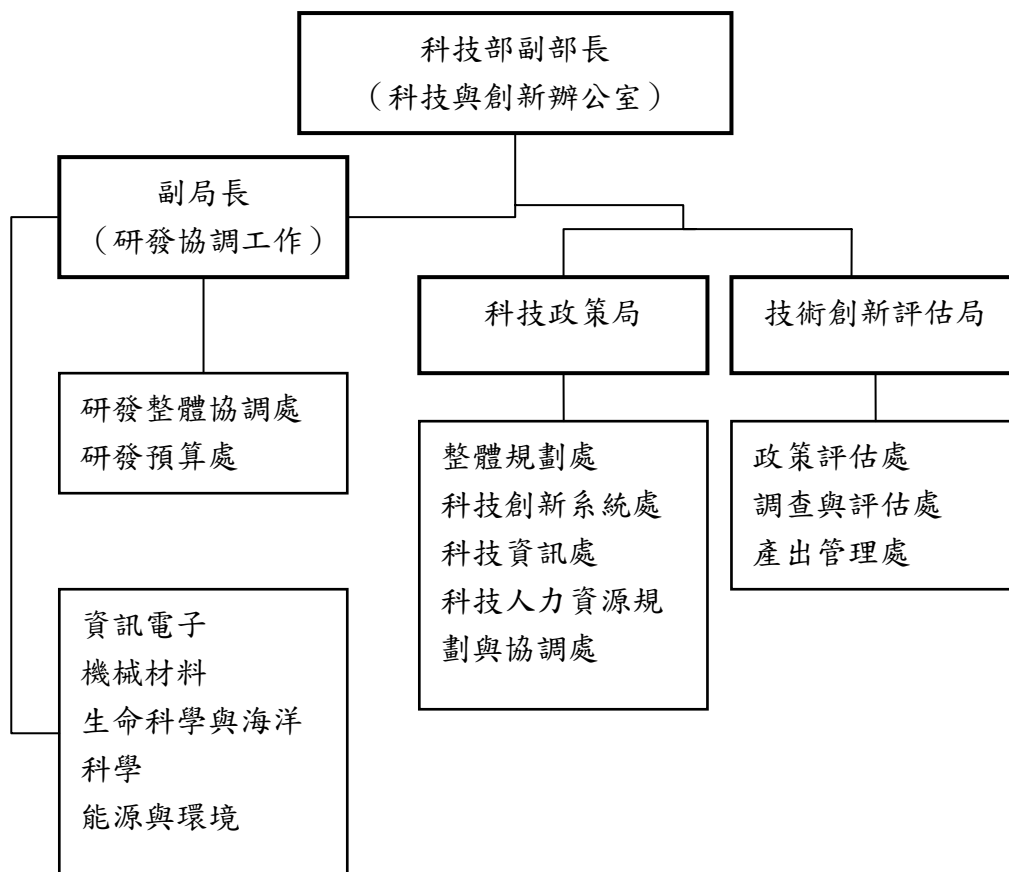 科技部副部長
（科技與創新辦公室）
副局長
（研發協調工作）
科技政策局
技術創新評估局
研發整體協調處
研發預算處
整體規劃處
科技創新系統處
科技資訊處
科技人力資源規
劃與協調處
政策評估處
調查與評估處
產出管理處
資訊電子
機械材料
生命科學與海洋
科學
能源與環境